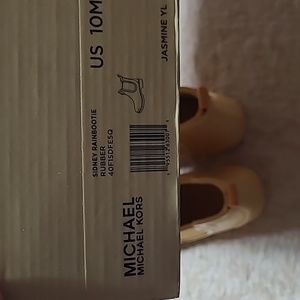 US 10M
JASMINE YL
SIDNEY RAINBOOTIE
RUBBER
40F1SDFE5Q
MICHAEL
MICHAEL KORS